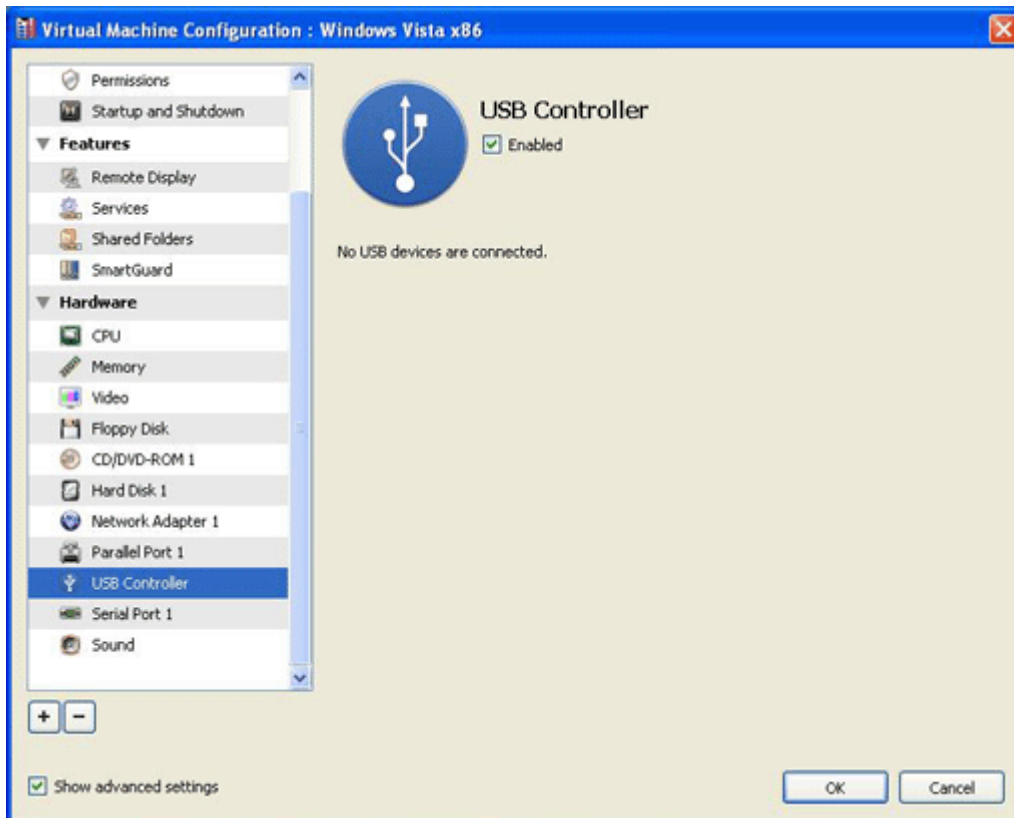 Virtual Machine Configuration : Windows Vista x86
Permissions
Startup and Shutdown
Features
Remote Display
Services
Shared Folders
SmartGuard
Hardware
CPU
Memory
Video
Floppy Disk
CD/DVD-ROM 1
Hard Disk 1
Network Adapter 1
Parallel Port 1
USB Controller
Serial Port 1
Sound
USB Controller
Enabled
No USB devices are connected.
Show advanced settings
OK
Cancel